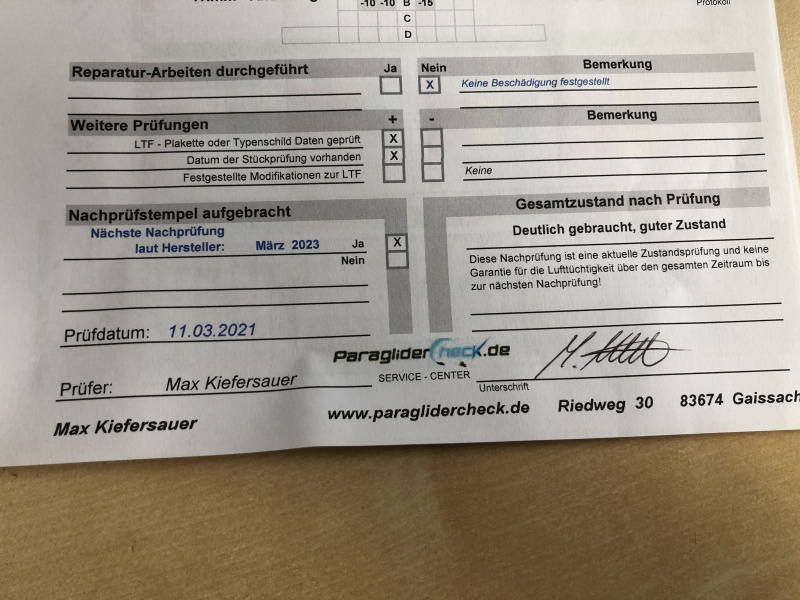 -10 -10 B -15
Protokoll
C
D
Reparatur-Arbeiten durchgeführt Ja Nein Bemerkung
X Keine Beschädigung festgestellt
Weitere Prüfungen + - Bemerkung
LTF - Plakette oder Typenschild Daten geprüft X
Datum der Stückprüfung vorhanden X
Festgestellte Modifikationen zur LTF Keine
Nachprüfstempel aufgebracht Gesamtzustand nach Prüfung
Nächste Nachprüfung
laut Hersteller: März 2023 Ja X
Nein
Deutlich gebraucht, guter Zustand
Diese Nachprüfung ist eine aktuelle Zustandsprüfung und keine
Garantie für die Lufttüchtigkeit über den gesamten Zeitraum bis
zur nächsten Nachprüfung!
Prüfdatum: 11.03.2021
ParagliderCheck.de
Prüfer: Max Kiefersauer SERVICE - CENTER
Unterschrift
Max Kiefersauer www.paraglidercheck.de Riedweg 30 83674 Gaissach